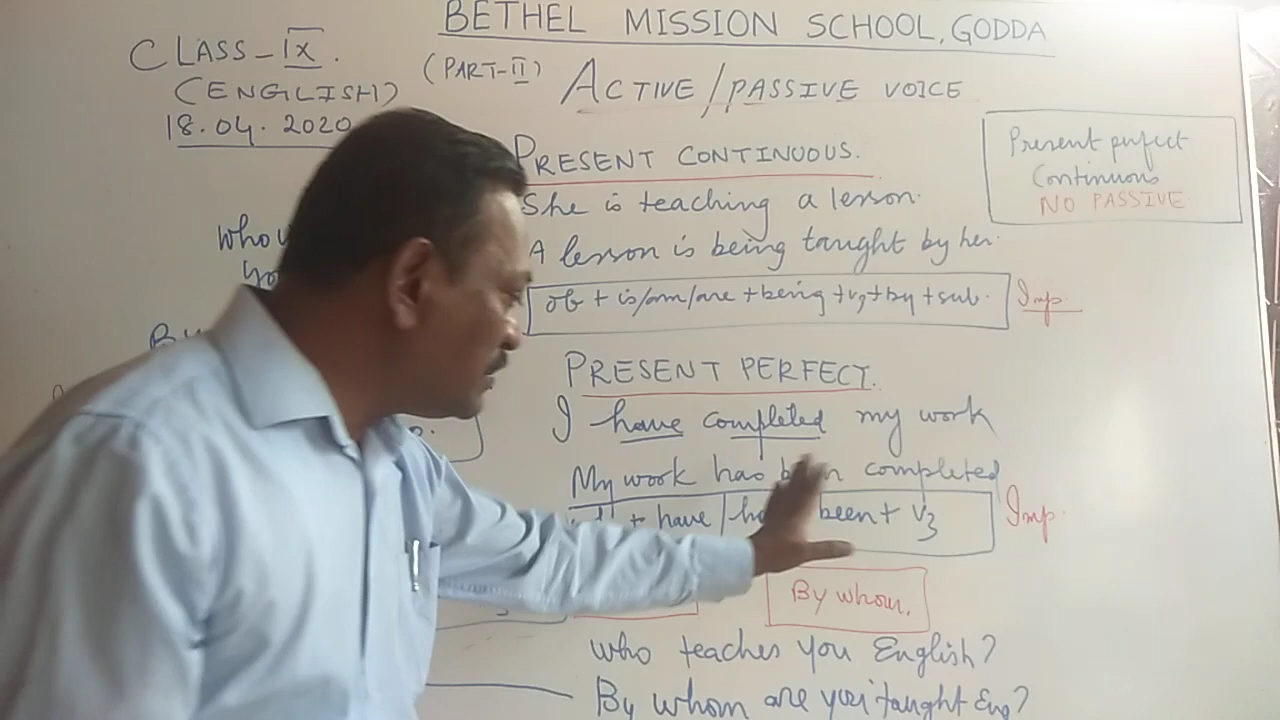 BETHEL MISSION SCHOOL, GODDA
CLASS - IX.
(ENGLISH)
18.04.2020
(PART-II) ACTIVE/PASSIVE VOICE
PRESENT CONTINUOUS.
She is teaching a lesson.
A lesson is being taught by her.
ob + is/am/are + being + v3 + by + sub. Imp.
Present perfect
Continuous
NO PASSIVE
PRESENT PERFECT.
I have completed my work
My work has been completed
+ have / been + V3 Imp.
By whom.
Who teaches you English?
By whom are you taught Eng?